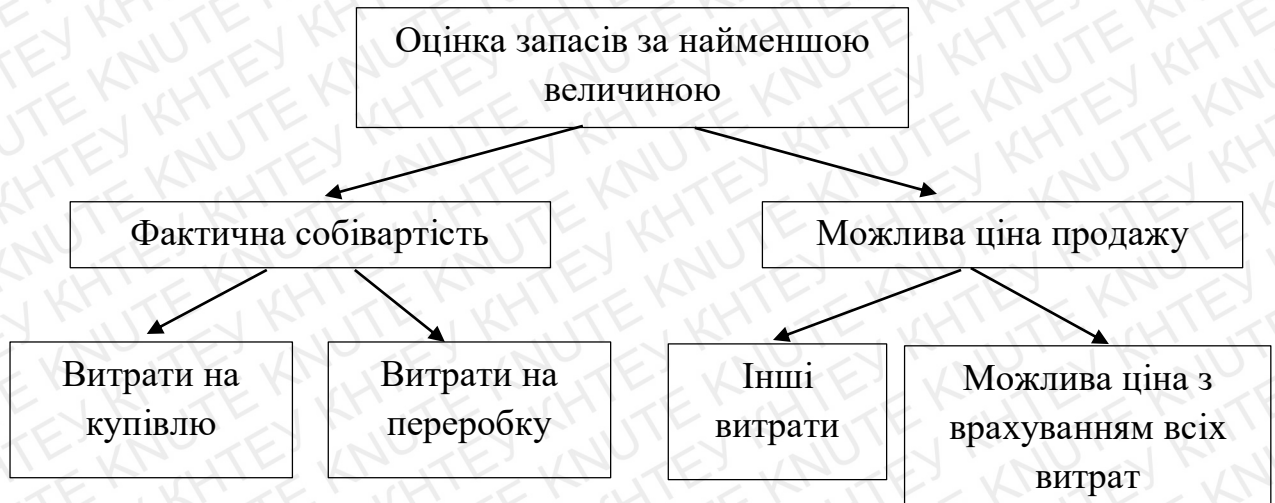 Оцінка запасів за найменшою
величиною
Фактична собівартість
Можлива ціна продажу
Витрати на
купівлю
Витрати на
переробку
Інші
витрати
Можлива ціна з
врахуванням всіх
витрат